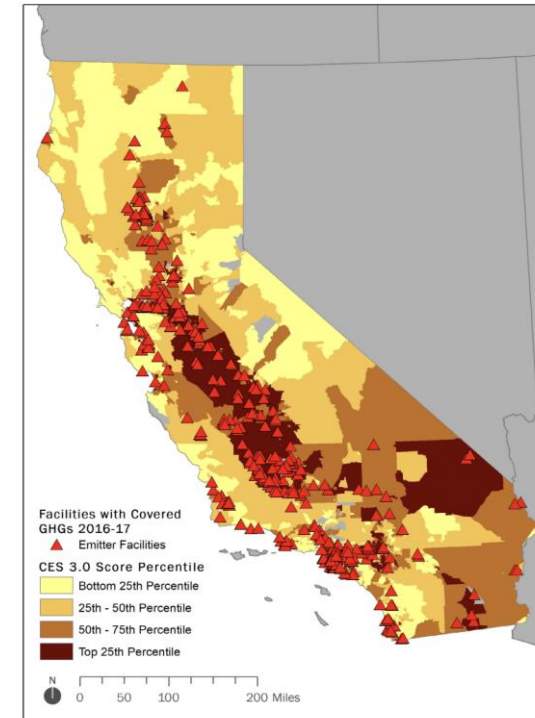 Facilities with Covered
GHGs 2016-17
Emitter Facilities
CES 3.0 Score Percentile
Bottom 25th Percentile
25th - 50th Percentile
50th - 75th Percentile
Top 25th Percentile
N
0 50 100 200 Miles